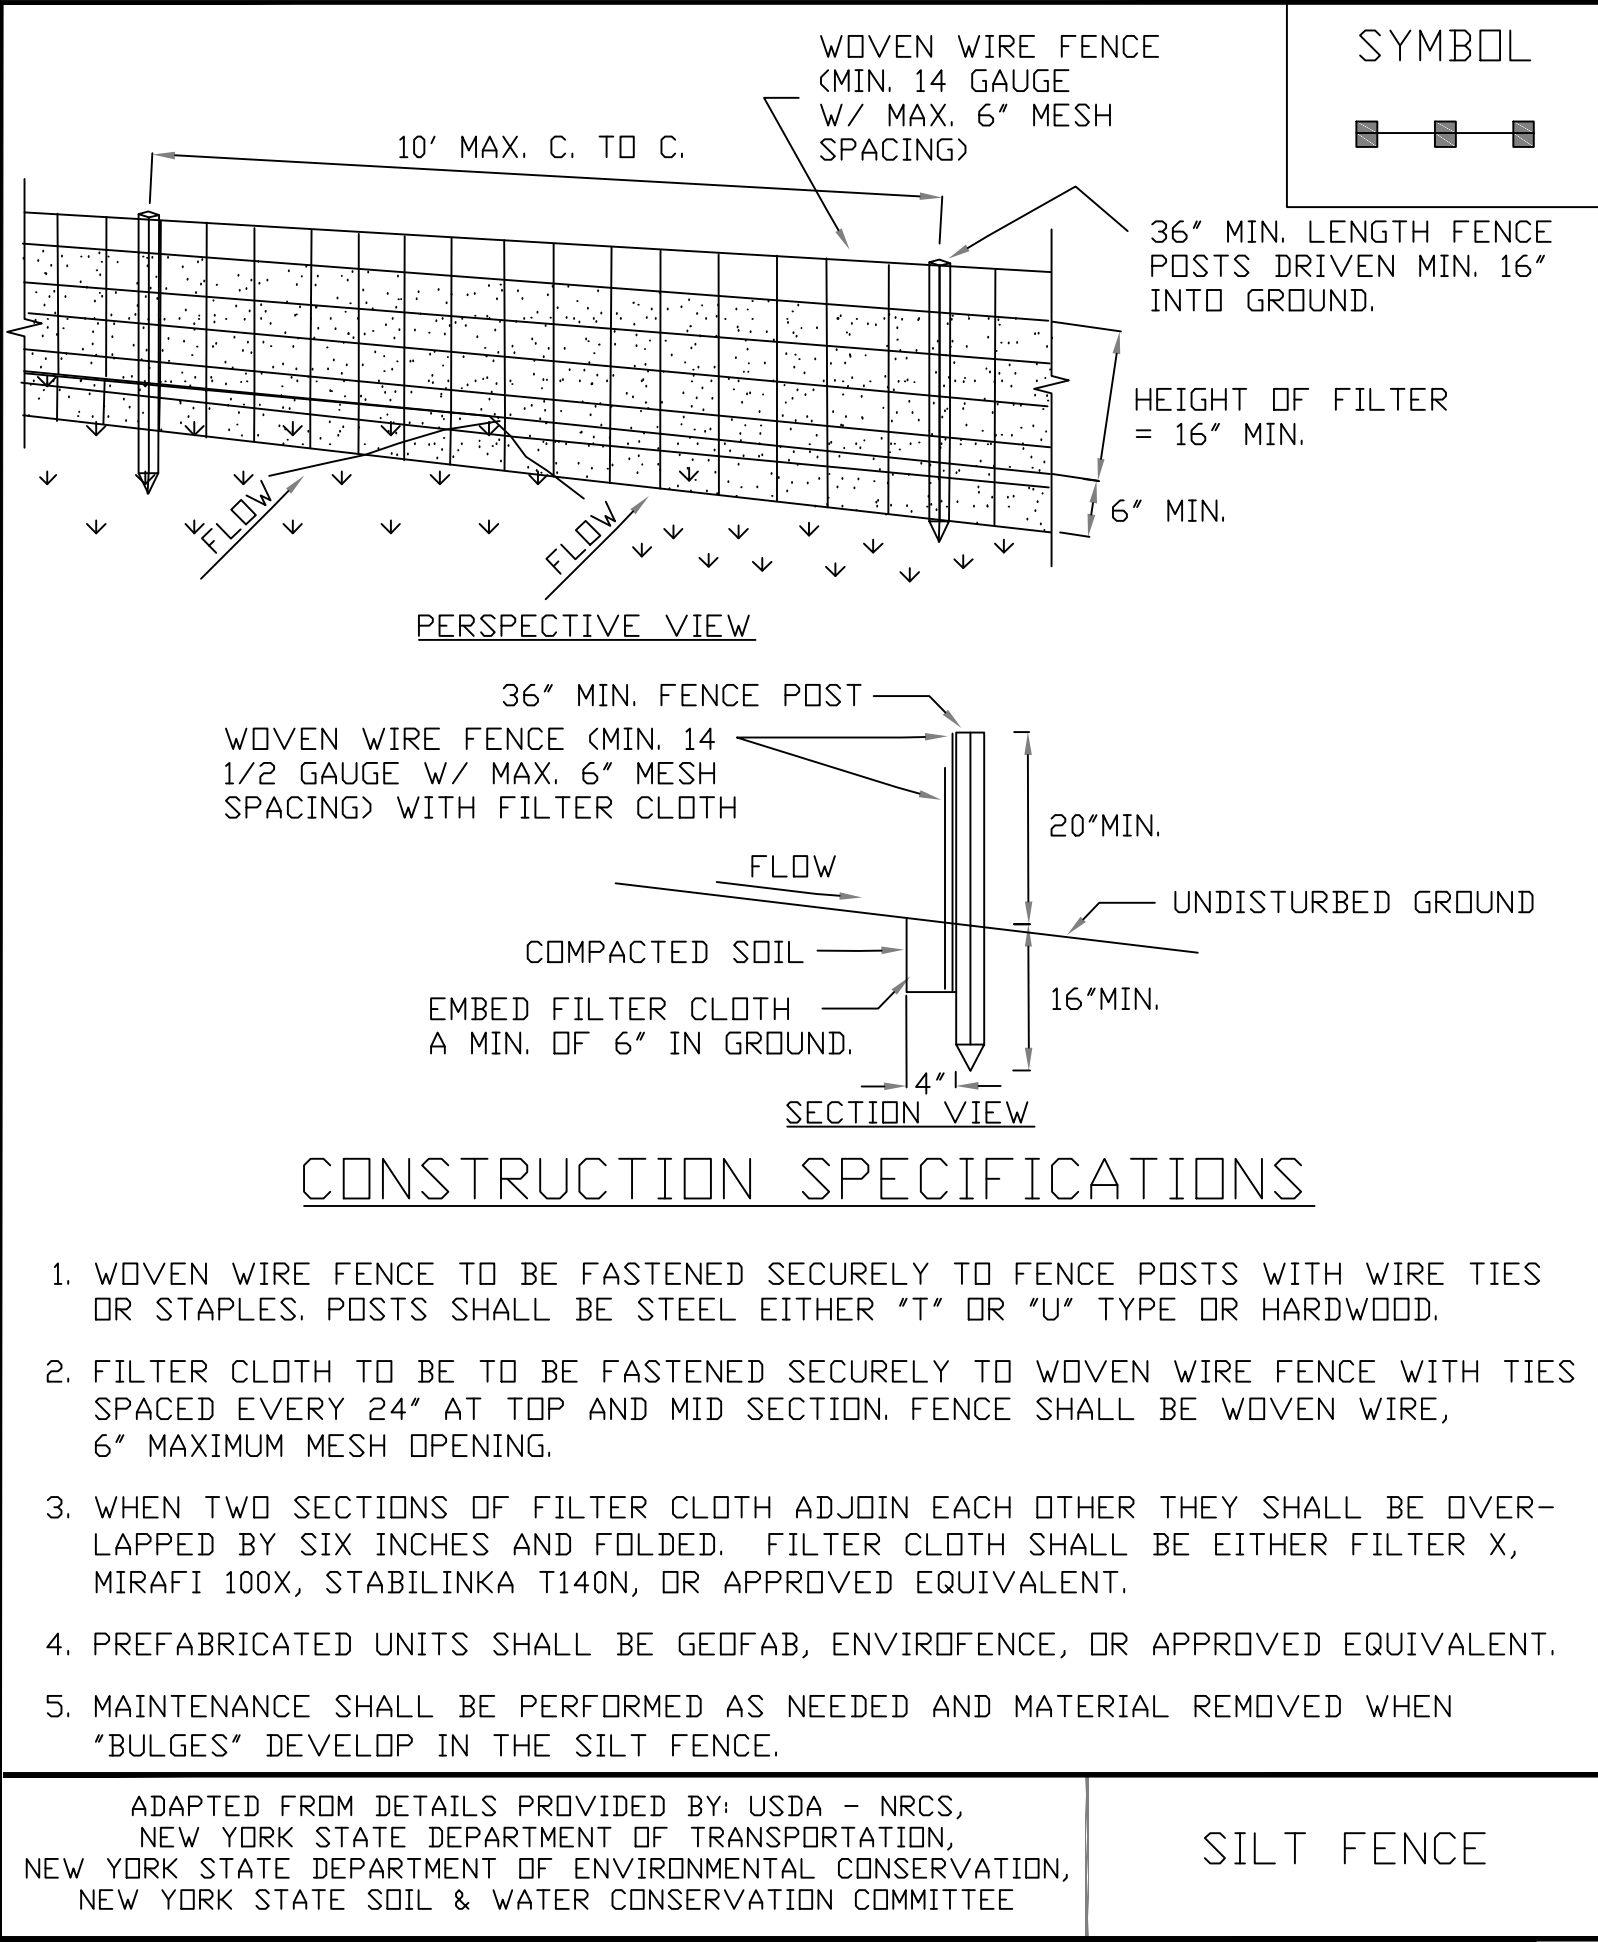 SYMBOL
WOVEN WIRE FENCE
(MIN. 14 GAUGE
W/ MAX. 6" MESH
SPACING)
10' MAX. C. TO C.
36" MIN. LENGTH FENCE
POSTS DRIVEN MIN. 16"
INTO GROUND.
HEIGHT OF FILTER
= 16" MIN.
6" MIN.
FLOW
FLOW
PERSPECTIVE VIEW
36" MIN. FENCE POST
WOVEN WIRE FENCE (MIN. 14
1/2 GAUGE W/ MAX. 6" MESH
SPACING) WITH FILTER CLOTH
20"MIN.
FLOW
UNDISTURBED GROUND
COMPACTED SOIL
EMBED FILTER CLOTH
A MIN. OF 6" IN GROUND.
16"MIN.
4"
SECTION VIEW
CONSTRUCTION SPECIFICATIONS
1. WOVEN WIRE FENCE TO BE FASTENED SECURELY TO FENCE POSTS WITH WIRE TIES
OR STAPLES. POSTS SHALL BE STEEL EITHER "T" OR "U" TYPE OR HARDWOOD.
2. FILTER CLOTH TO BE TO BE FASTENED SECURELY TO WOVEN WIRE FENCE WITH TIES
SPACED EVERY 24" AT TOP AND MID SECTION. FENCE SHALL BE WOVEN WIRE,
6" MAXIMUM MESH OPENING.
3. WHEN TWO SECTIONS OF FILTER CLOTH ADJOIN EACH OTHER THEY SHALL BE OVER-
LAPPED BY SIX INCHES AND FOLDED. FILTER CLOTH SHALL BE EITHER FILTER X,
MIRAFI 100X, STABILINKA T140N, OR APPROVED EQUIVALENT.
4. PREFABRICATED UNITS SHALL BE GEOFAB, ENVIROFENCE, OR APPROVED EQUIVALENT.
5. MAINTENANCE SHALL BE PERFORMED AS NEEDED AND MATERIAL REMOVED WHEN
"BULGES" DEVELOP IN THE SILT FENCE.
ADAPTED FROM DETAILS PROVIDED BY: USDA - NRCS,
NEW YORK STATE DEPARTMENT OF TRANSPORTATION,
NEW YORK STATE DEPARTMENT OF ENVIRONMENTAL CONSERVATION,
NEW YORK STATE SOIL & WATER CONSERVATION COMMITTEE
SILT FENCE